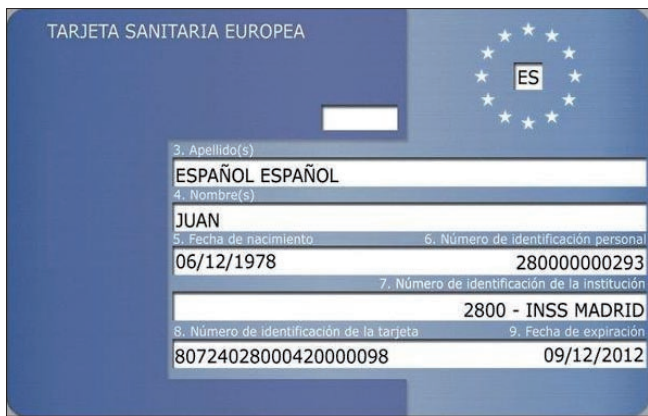 TARJETA SANITARIA EUROPEA
ES
3. Apellido(s)
ESPAÑOL ESPAÑOL
4. Nombre(s)
JUAN
5. Fecha de nacimiento 6. Número de identificación personal
06/12/1978 280000000293
7. Número de identificación de la institución
2800 - INSS MADRID
8. Número de identificación de la tarjeta 9. Fecha de expiración
80724028000420000098 09/12/2012